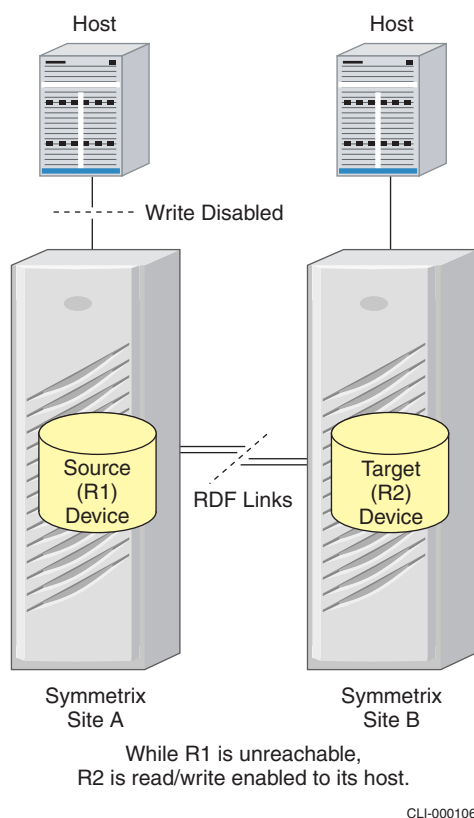 Host
Host
Write Disabled
Source
(R1)
Device
RDF Links
Target
(R2)
Device
Symmetrix
Site A
Symmetrix
Site B
While R1 is unreachable,
R2 is read/write enabled to its host.
CLI-000106